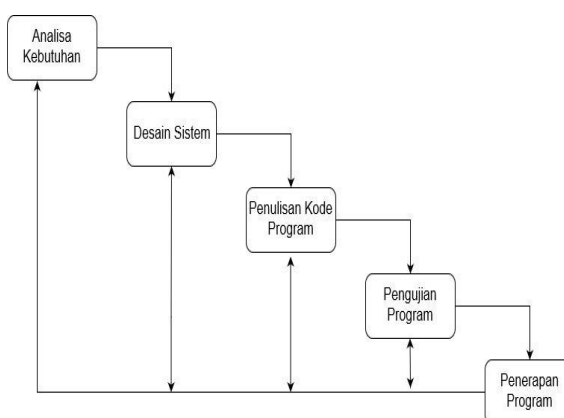 Analisa
Kebutuhan
Desain Sistem
Penulisan Kode
Program
Pengujian
Program
Penerapan
Program